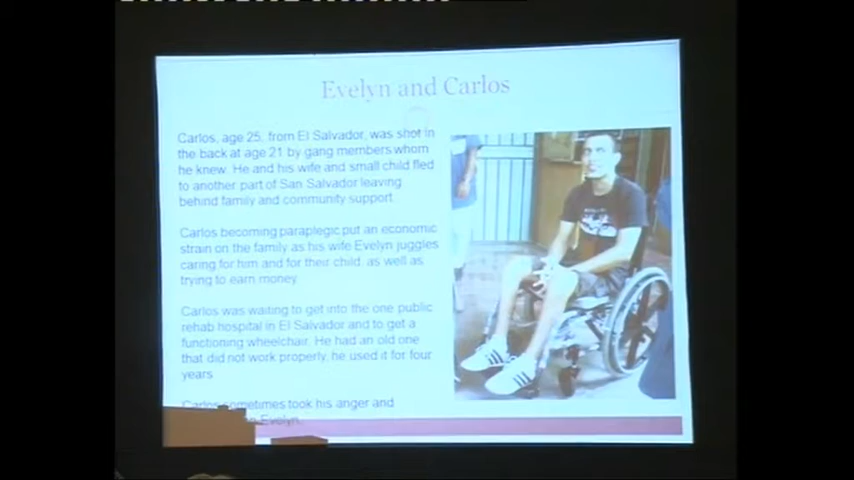 Evelyn and Carlos
Carlos, age 25, from El Salvador, was shot in
the back at age 21 by gang members whom
he knew. He and his wife and small child fled
to another part of San Salvador leaving
behind family and community support.
Carlos becoming paraplegic put an economic
strain on the family as his wife Evelyn juggles
caring for him and for their child, as well as
trying to earn money.
Carlos was waiting to get into the one public
rehab hospital in El Salvador and to get a
functioning wheelchair. He had an old one
that did not work properly, he used it for four
years.
Carlos sometimes took his anger and
Evelyn.